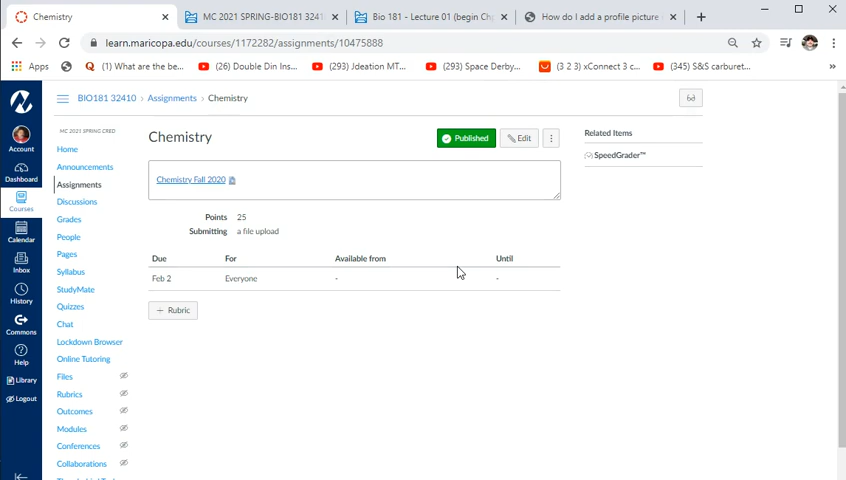 Chemistry
MC 2021 SPRING-BIO181 3241
Bio 181 - Lecture 01 (begin Ch
How do I add a profile picture
learn.maricopa.edu/courses/1172282/assignments/10475888
Apps
(1) What are the be...
(26) Double Din Ins...
(293) Jdeation MT...
(293) Space Derby...
(3 2 3) xConnect 3 c...
(345) S&S carburet...
BIO181 32410 › Assignments › Chemistry
Account
Dashboard
Courses
Calendar
Inbox
History
Commons
Help
Library
Logout
MC 2021 SPRING CRED
Home
Announcements
Assignments
Discussions
Grades
People
Pages
Syllabus
StudyMate
Quizzes
Chat
Lockdown Browser
Online Tutoring
Files
Rubrics
Outcomes
Modules
Conferences
Collaborations
Chemistry
Published
Edit
Chemistry Fall 2020
Points 25
Submitting a file upload
Due For Available from Until
Feb 2 Everyone - -
+ Rubric
Related Items
SpeedGrader™